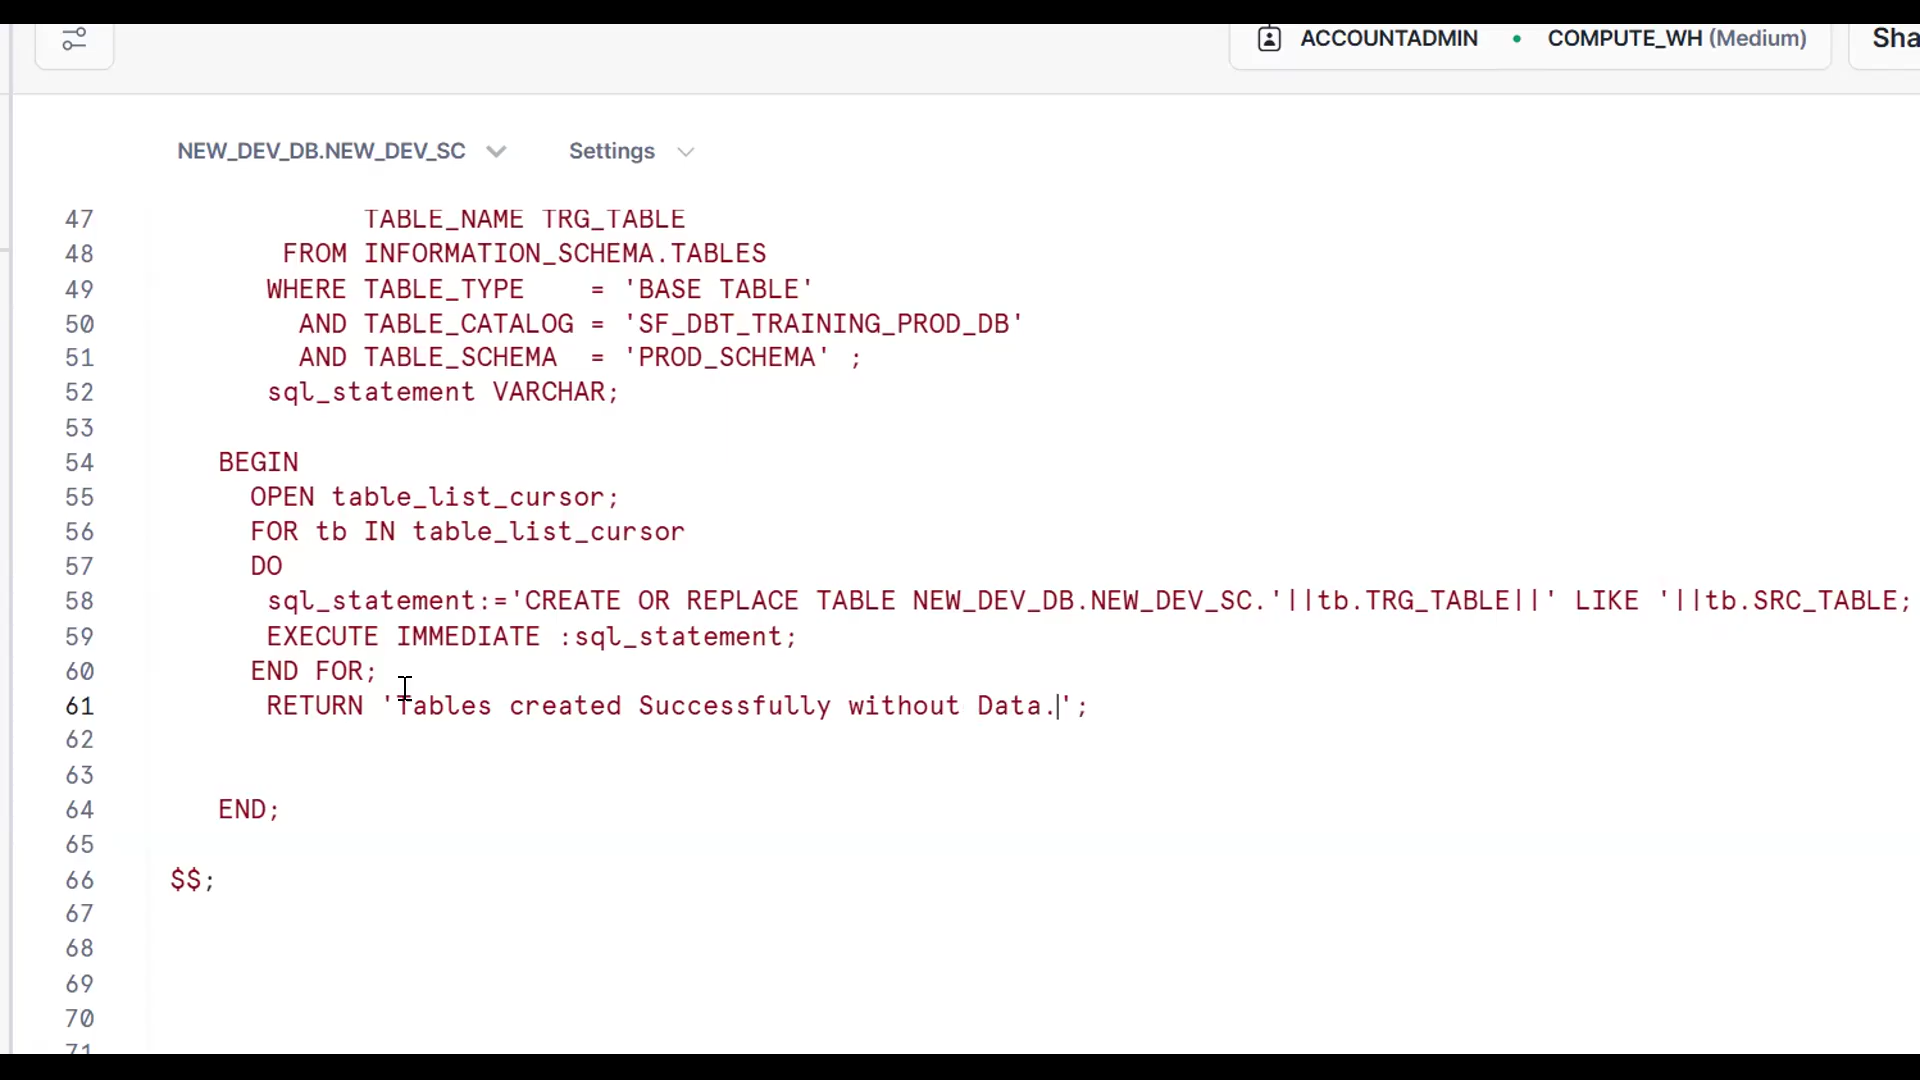 ACCOUNTADMIN • COMPUTE_WH (Medium)
NEW_DEV_DB.NEW_DEV_SC Settings
47 TABLE_NAME TRG_TABLE
48 FROM INFORMATION_SCHEMA.TABLES
49 WHERE TABLE_TYPE = 'BASE TABLE'
50 AND TABLE_CATALOG = 'SF_DBT_TRAINING_PROD_DB'
51 AND TABLE_SCHEMA = 'PROD_SCHEMA' ;
52 sql_statement VARCHAR;
53
54 BEGIN
55 OPEN table_list_cursor;
56 FOR tb IN table_list_cursor
57 DO
58 sql_statement:='CREATE OR REPLACE TABLE NEW_DEV_DB.NEW_DEV_SC.'||tb.TRG_TABLE||' LIKE '||tb.SRC_TABLE;
59 EXECUTE IMMEDIATE :sql_statement;
60 END FOR;
61 RETURN 'Tables created Successfully without Data.';
62
63
64 END;
65
66 $$;
67
68
69
70